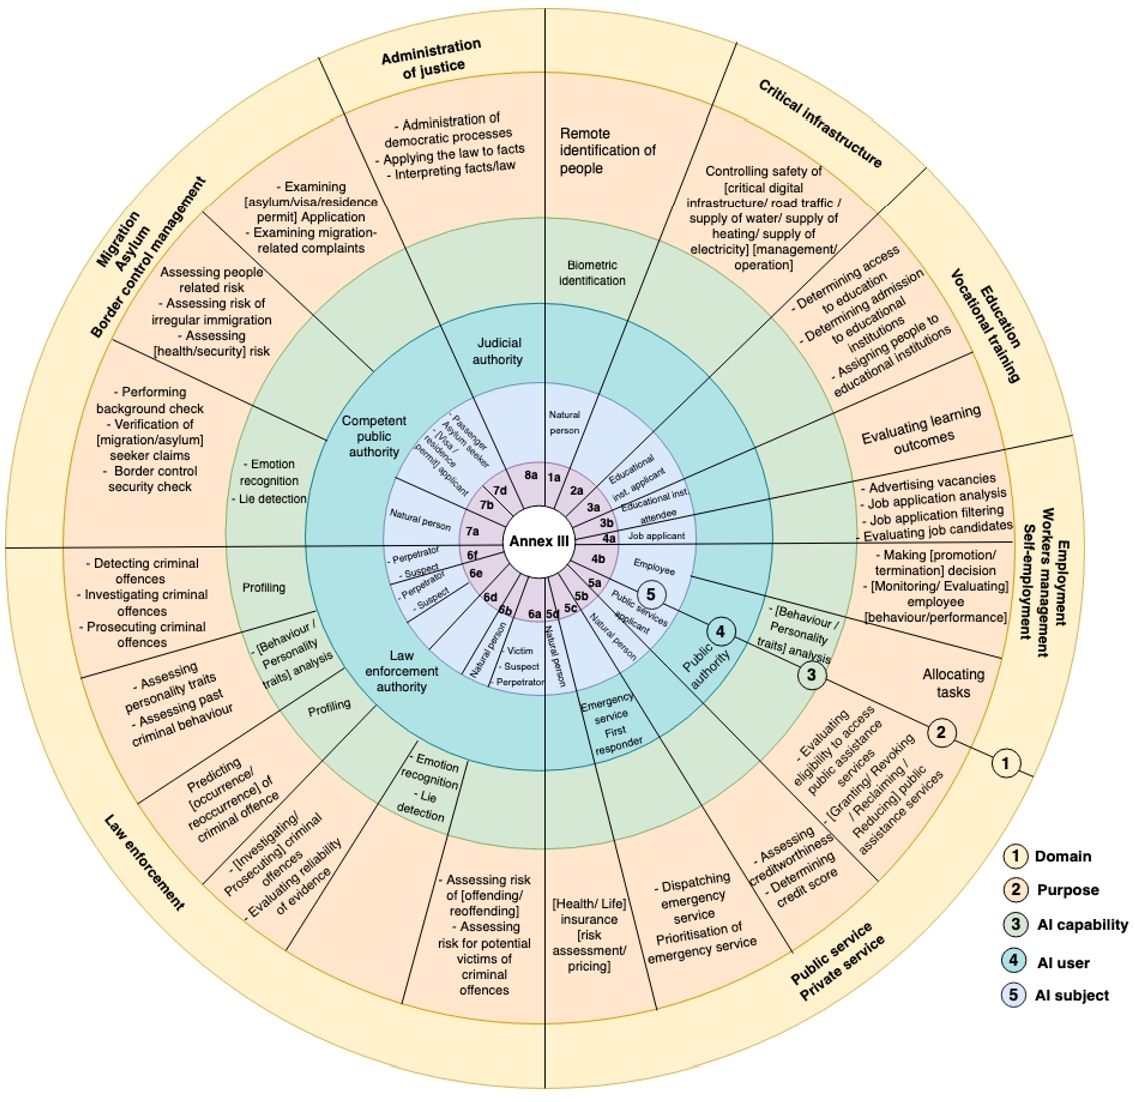 Administration
of justice
- Administration of
democratic processes
- Applying the law to facts
- Interpreting facts/law
Judicial
authority
8a
Remote
identification of
people
Biometric
identification
Natural
person
1a
Critical infrastructure
Controlling safety of
[critical digital
infrastructure/ road traffic /
supply of water/ supply of
heating/ supply of
electricity] [management/
operation]
2a
Education
Vocational training
- Determining access
to education
- Determining admission
to educational
institutions
- Assigning people to
educational institutions
Educational
inst. applicant
3a
Evaluating learning
outcomes
Educational inst.
attendee
3b
Employment
Workers management
Self-employment
- Advertising vacancies
- Job application analysis
- Job application filtering
- Evaluating job candidates
Job applicant
4a
- Making [promotion/
termination] decision
- [Monitoring/ Evaluating]
employee
[behaviour/performance]
Allocating
tasks
- [Behaviour /
Personality
traits] analysis
Employee
4b
1
2
3
4
5
Public service
Private service
- Evaluating
eligibility to access
public assistance
services
- [Granting/ Revoking
/ Reclaiming /
Reducing] public
assistance services
Public
authority
Public services
applicant
5a
- Assessing
creditworthiness
- Determining
credit score
Natural person
5b
- Dispatching
emergency
service
Prioritisation of
emergency service
Emergency
service
First
responder
5c
[Health/ Life]
insurance
[risk
assessment/
pricing]
Natural person
5d
Law enforcement
- Assessing risk
of [offending/
reoffending]
- Assessing
risk for potential
victims of
criminal
offences
- Victim
- Suspect
- Perpetrator
6a
- Emotion
recognition
- Lie
detection
Natural person
6b
- [Investigating/
Prosecuting] criminal
offences
- Evaluating reliability
of evidence
6d
Predicting
[occurrence/
reoccurrence] of
criminal offence
Profiling
Law
enforcement
authority
- Perpetrator
- Suspect
6e
- Assessing
personality traits
- Assessing past
criminal behaviour
- [Behaviour /
Personality
traits] analysis
- Perpetrator
- Suspect
6f
- Detecting criminal
offences
- Investigating criminal
offences
- Prosecuting criminal
offences
Profiling
Migration
Asylum
Border control management
- Performing
background check
- Verification of
[migration/asylum]
seeker claims
- Border control
security check
- Emotion
recognition
- Lie detection
Natural person
7a
Assessing people
related risk
- Assessing risk of
irregular immigration
- Assessing
[health/security] risk
Competent
public
authority
7b
- Examining
[asylum/visa/residence
permit] Application
- Examining migration-
related complaints
- Passenger
Asylum seeker
- [Visa /
residence
permit] applicant
7d
Annex III
1 Domain
2 Purpose
3 AI capability
4 AI user
5 AI subject